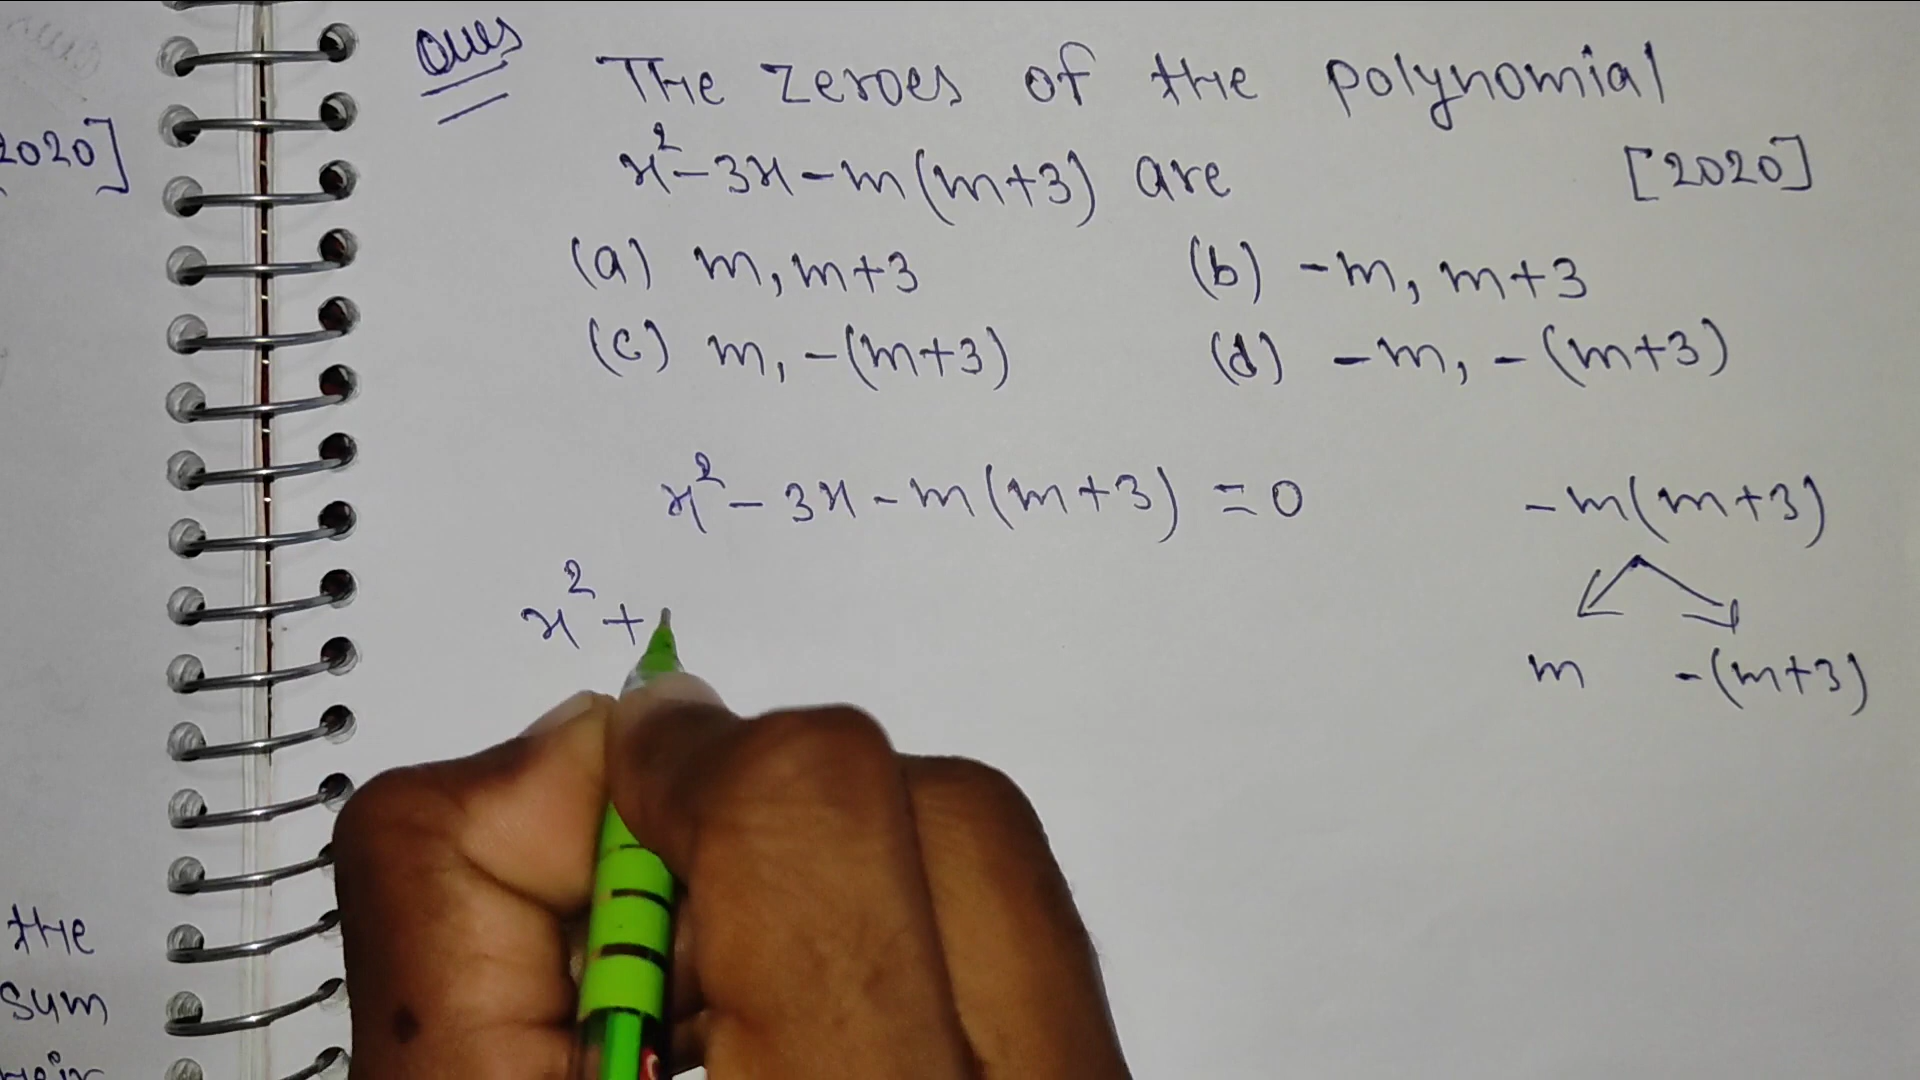 2020]
the
sum
Ques The zeroes of the polynomial
x²-3x-m(m+3) are [2020]
(a) m, m+3 (b) -m, m+3
(c) m, -(m+3) (d) -m, -(m+3)
x²-3x-m(m+3)=0 -m(m+3)
x²+
m -(m+3)